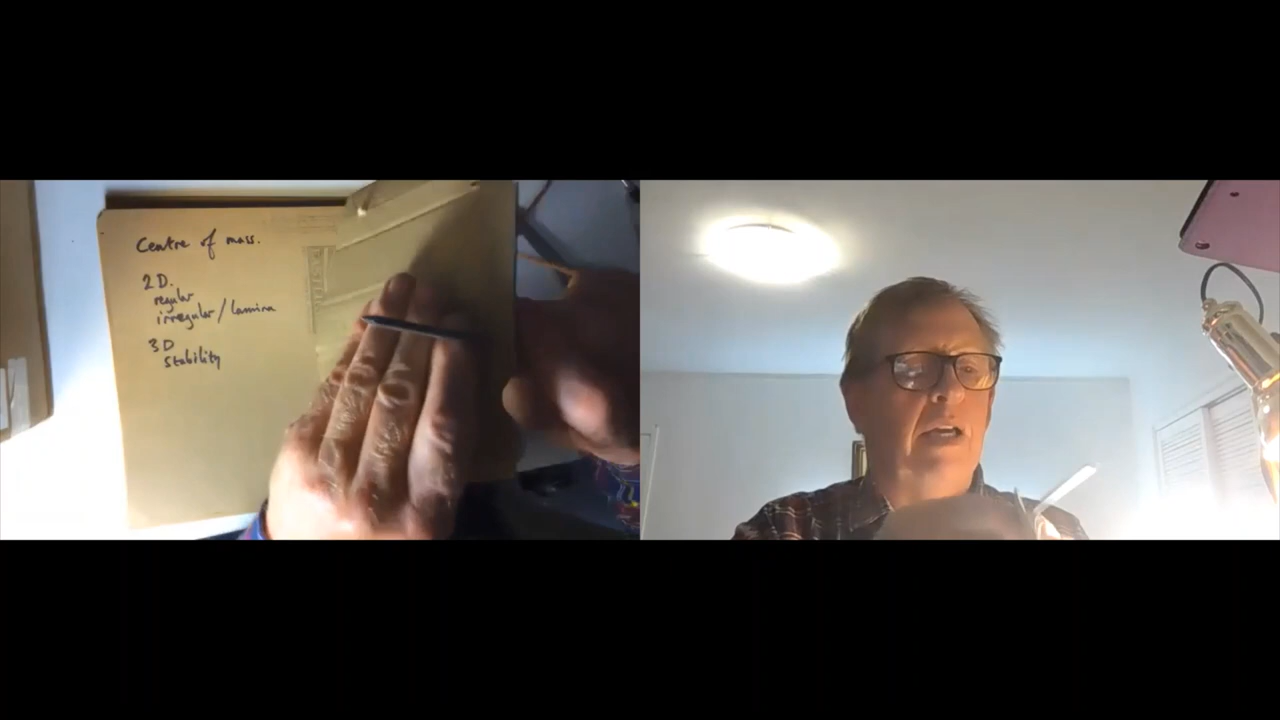 Centre of mass.
2D.
regular
irregular/lamina
3D
stability